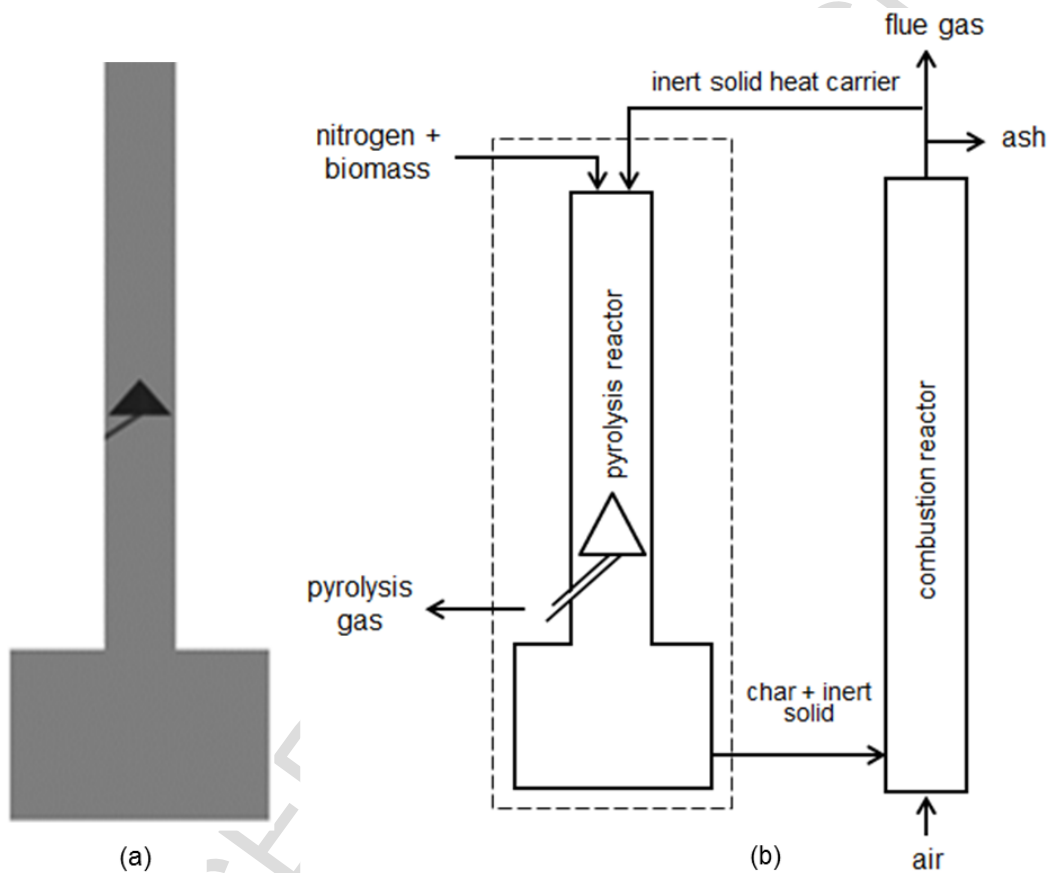 flue gas
inert solid heat carrier
nitrogen +
biomass
ash
pyrolysis reactor
combustion reactor
pyrolysis
gas
char + inert
solid
(a)
(b)
air